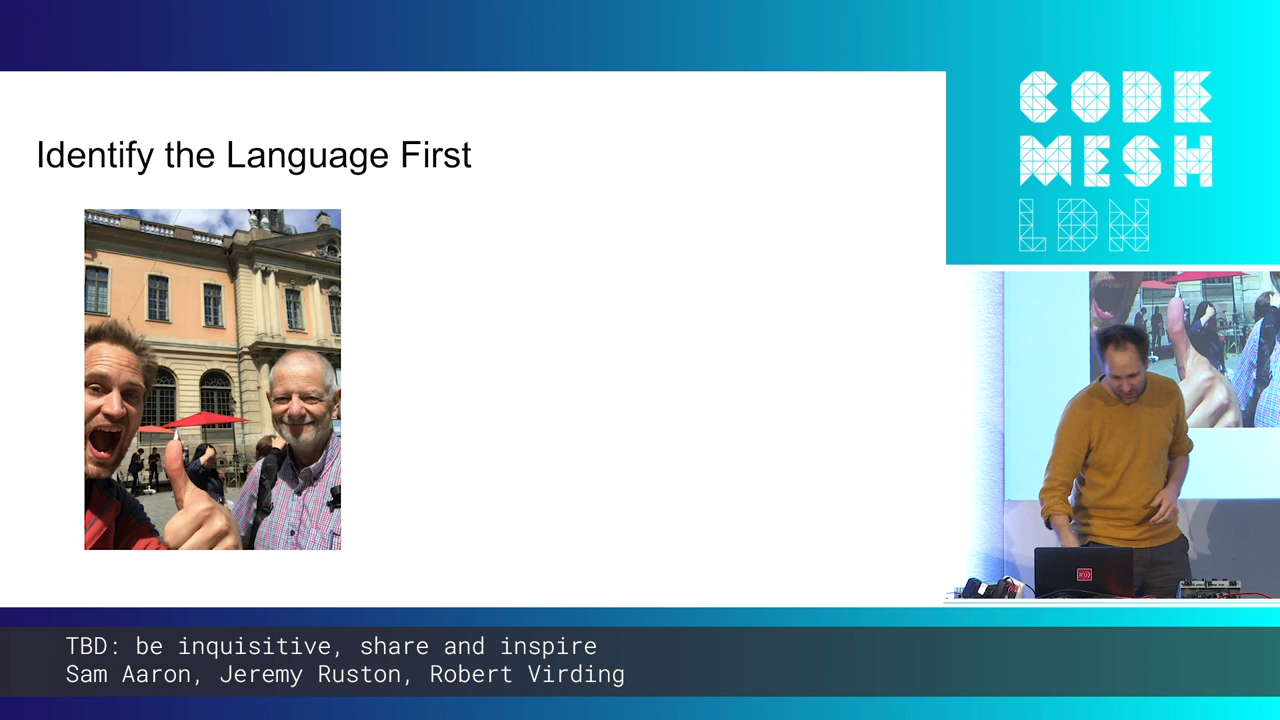 CODE
MESH
LDN
Identify the Language First
TBD: be inquisitive, share and inspire
Sam Aaron, Jeremy Ruston, Robert Virding